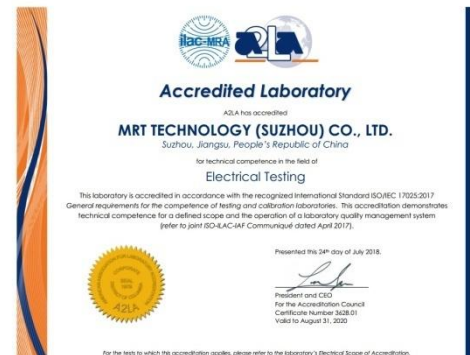 ilac-MRA
A2LA
Accredited Laboratory
A2LA has accredited
MRT TECHNOLOGY (SUZHOU) CO., LTD.
Suzhou, Jiangsu, People's Republic of China
for technical competence in the field of
Electrical Testing
This laboratory is accredited in accordance with the recognized International Standard ISO/IEC 17025:2017
General requirements for the competence of testing and calibration laboratories. This accreditation demonstrates
technical competence for a defined scope and the operation of a laboratory quality management system
(refer to joint ISO-ILAC-IAF Communiqué dated April 2017).
Presented this 24th day of July 2018.
President and CEO
For the Accreditation Council
Certificate Number 3628.01
Valid to August 31, 2020
SEAL
1978
A2LA
For the tests to which this accreditation applies, please refer to the laboratory's Electrical Scope of Accreditation.